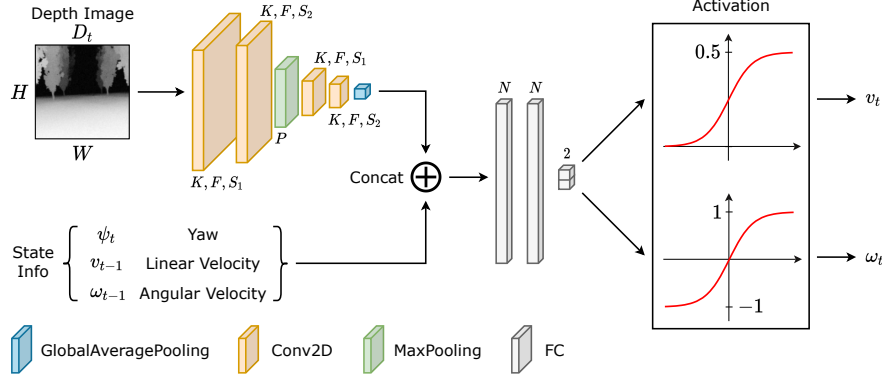 Depth Image
D_t
H
W
K, F, S_2
K, F, S_1
P
K, F, S_2
K, F, S_1
Concat
N N
2
Activation
0.5
v_t
1
−1
ω_t
State
Info
ψ_t Yaw
v_{t−1} Linear Velocity
ω_{t−1} Angular Velocity
GlobalAveragePooling
Conv2D
MaxPooling
FC